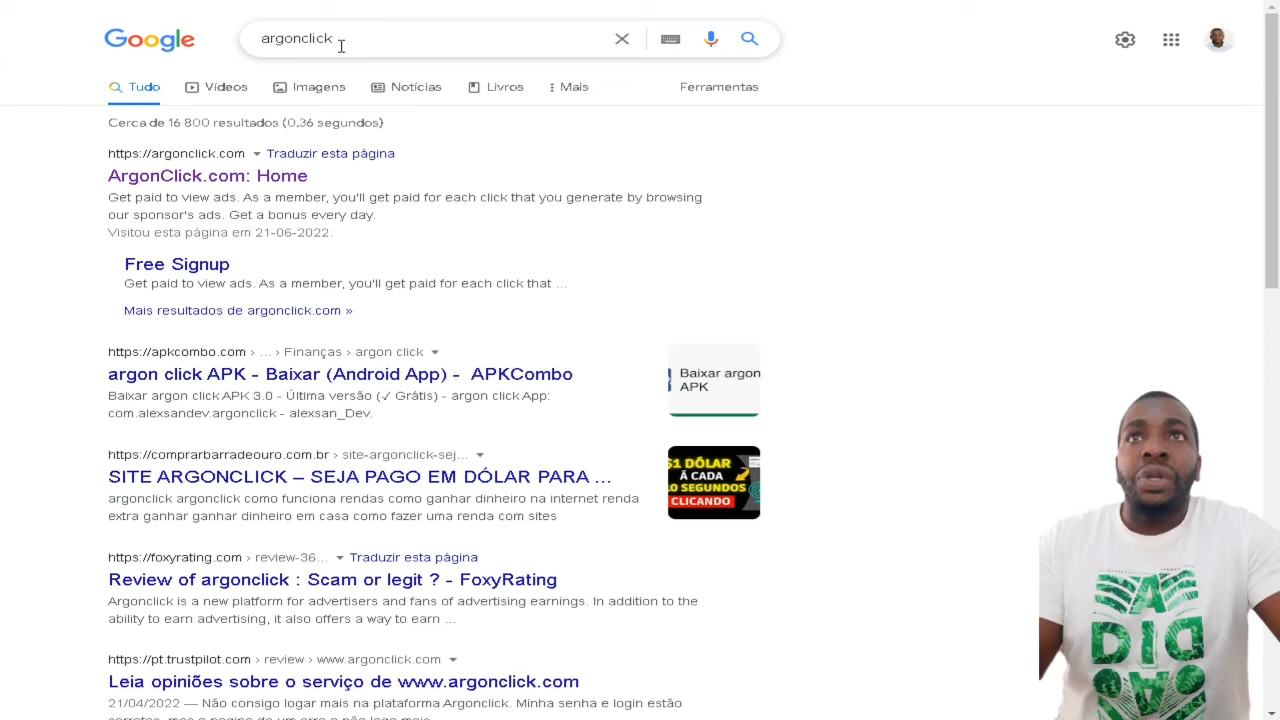 Google
argonclick
Tudo
Vídeos
Imagens
Notícias
Livros
Mais
Ferramentas
Cerca de 16 800 resultados (0,36 segundos)
https://argonclick.com
Traduzir esta página
ArgonClick.com: Home
Get paid to view ads. As a member, you'll get paid for each click that you generate by browsing
our sponsor's ads. Get a bonus every day.
Visitou esta página em 21-06-2022.
Free Signup
Get paid to view ads. As a member, you'll get paid for each click that ...
Mais resultados de argonclick.com »
https://apkcombo.com › ... › Finanças › argon click
argon click APK - Baixar (Android App) - APKCombo
Baixar argon click APK 3.0 - Última versão (✓ Grátis) - argon click App:
com.alexsandev.argonclick - alexsan_Dev.
Baixar argon
APK
https://comprarbarradeouro.com.br › site-argonclick-sej...
SITE ARGONCLICK – SEJA PAGO EM DÓLAR PARA ...
argonclick argonclick como funciona rendas como ganhar dinheiro na internet renda
extra ganhar ganhar dinheiro em casa como fazer uma renda com sites
$1 DÓLAR
Á CADA
0 SEGUNDOS
CLICANDO
https://foxyrating.com › review-36...
Traduzir esta página
Review of argonclick : Scam or legit ? - FoxyRating
Argonclick is a new platform for advertisers and fans of advertising earnings. In addition to the
ability to earn advertising, it also offers a way to earn ...
https://pt.trustpilot.com › review › www.argonclick.com
Leia opiniões sobre o serviço de www.argonclick.com
21/04/2022 — Não consigo logar mais na plataforma Argonclick. Minha senha e login estão